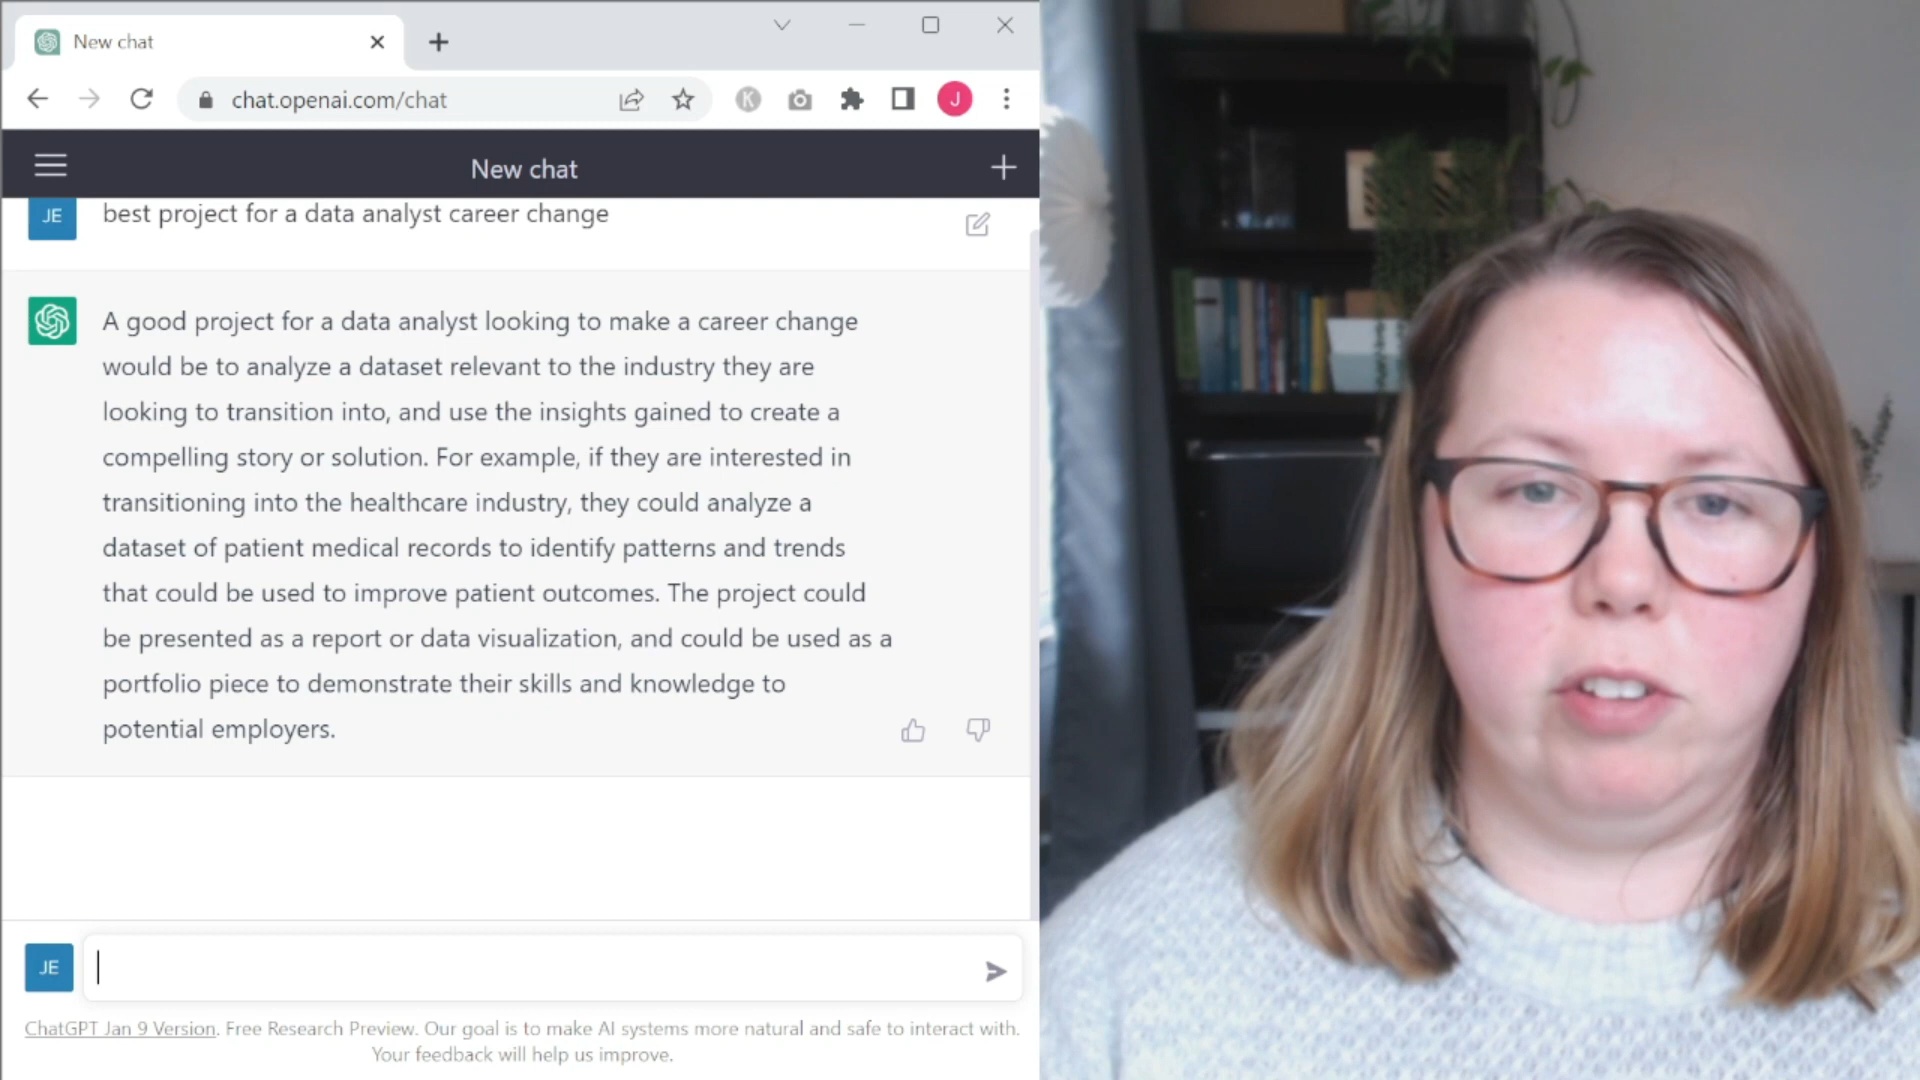 New chat
chat.openai.com/chat
K
J
New chat
JE
best project for a data analyst career change
A good project for a data analyst looking to make a career change
would be to analyze a dataset relevant to the industry they are
looking to transition into, and use the insights gained to create a
compelling story or solution. For example, if they are interested in
transitioning into the healthcare industry, they could analyze a
dataset of patient medical records to identify patterns and trends
that could be used to improve patient outcomes. The project could
be presented as a report or data visualization, and could be used as a
portfolio piece to demonstrate their skills and knowledge to
potential employers.
JE
ChatGPT Jan 9 Version. Free Research Preview. Our goal is to make AI systems more natural and safe to interact with.
Your feedback will help us improve.